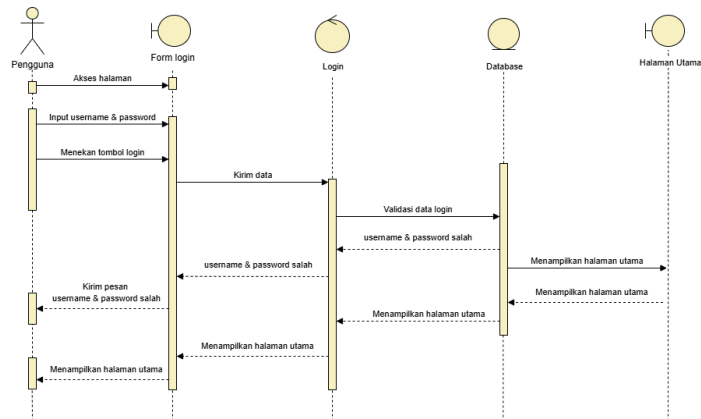 Pengguna
Form login
Login
Database
Halaman Utama
Akses halaman
Input username & password
Menekan tombol login
Kirim data
Validasi data login
username & password salah
username & password salah
Menampilkan halaman utama
Kirim pesan
username & password salah
Menampilkan halaman utama
Menampilkan halaman utama
Menampilkan halaman utama
Menampilkan halaman utama